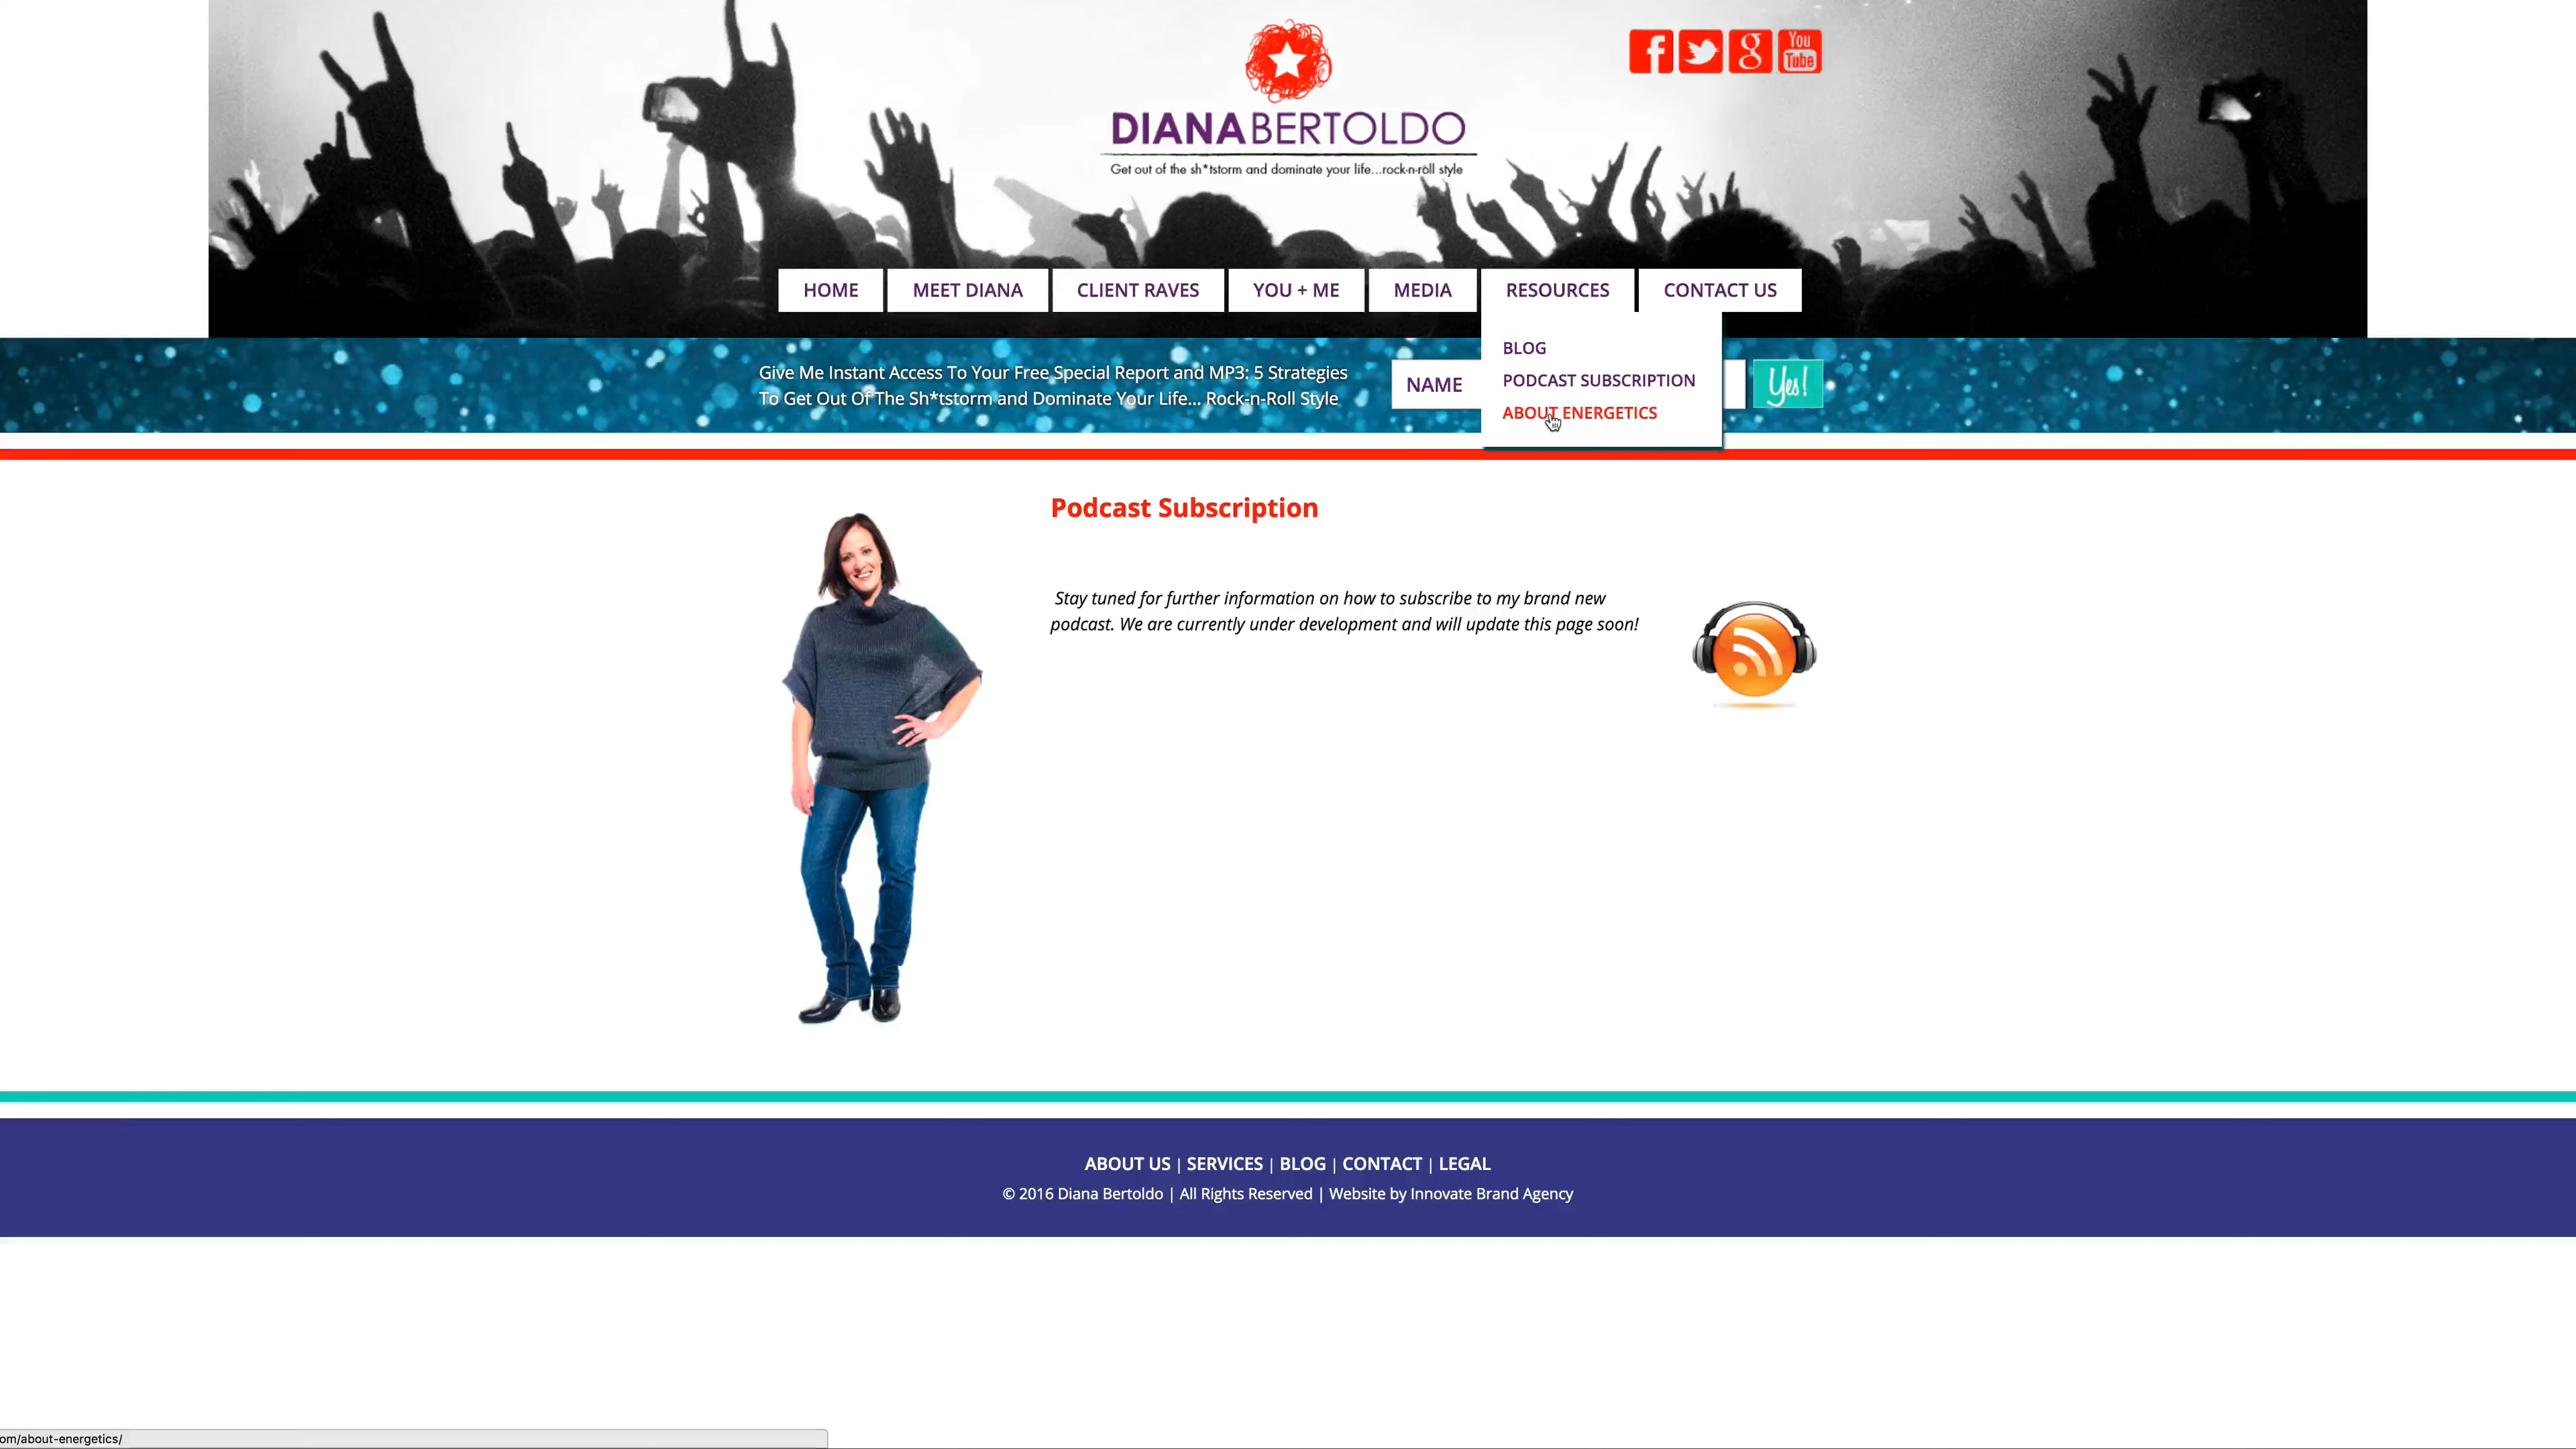 f
g
You
Tube
DIANABERTOLDO
Get out of the sh*tstorm and dominate your life...rock-n-roll style
HOME
MEET DIANA
CLIENT RAVES
YOU + ME
MEDIA
RESOURCES
CONTACT US
BLOG
PODCAST SUBSCRIPTION
ABOUT ENERGETICS
Give Me Instant Access To Your Free Special Report and MP3: 5 Strategies
To Get Out Of The Sh*tstorm and Dominate Your Life... Rock-n-Roll Style
NAME
Yes!
Podcast Subscription
Stay tuned for further information on how to subscribe to my brand new
podcast. We are currently under development and will update this page soon!
ABOUT US | SERVICES | BLOG | CONTACT | LEGAL
© 2016 Diana Bertoldo | All Rights Reserved | Website by Innovate Brand Agency
om/about-energetics/